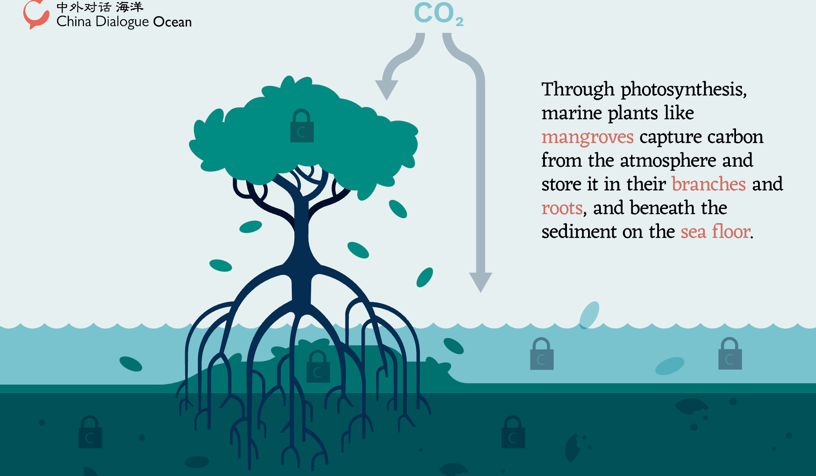 中外对话 海洋
China Dialogue Ocean
CO₂
Through photosynthesis,
marine plants like
mangroves capture carbon
from the atmosphere and
store it in their branches and
roots, and beneath the
sediment on the sea floor.
C
C
C
C
C
C